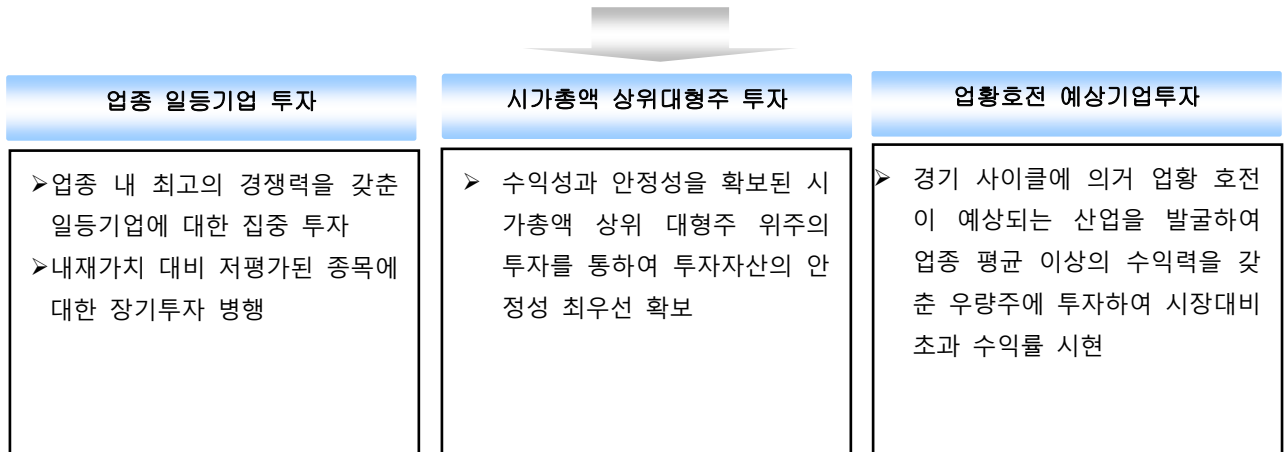 업종 일등기업 투자
➢업종 내 최고의 경쟁력을 갖춘
일등기업에 대한 집중 투자
➢내재가치 대비 저평가된 종목에
대한 장기투자 병행
시가총액 상위대형주 투자
➢ 수익성과 안정성을 확보된 시
가총액 상위 대형주 위주의
투자를 통하여 투자자산의 안
정성 최우선 확보
업황호전 예상기업투자
➢ 경기 사이클에 의거 업황 호전
이 예상되는 산업을 발굴하여
업종 평균 이상의 수익력을 갖
춘 우량주에 투자하여 시장대비
초과 수익률 시현